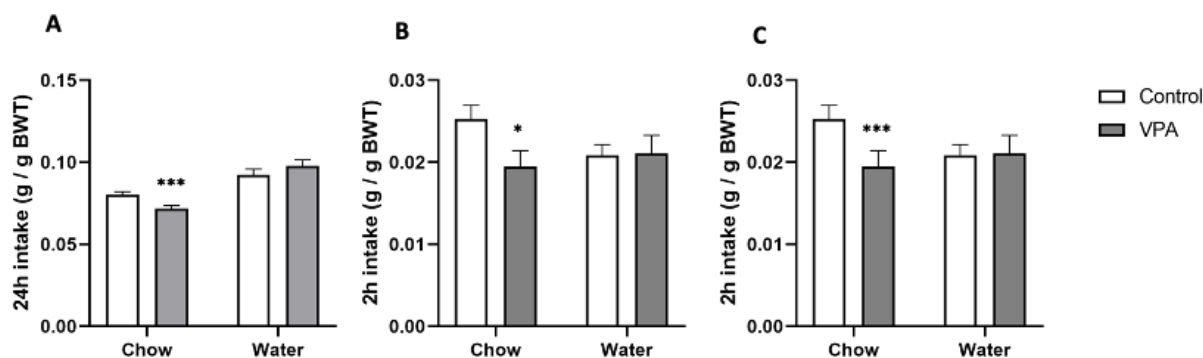 A
24h intake (g / g BWT)
0.15
0.10
0.05
0.00
***
Chow Water
B
2h intake (g / g BWT)
0.03
0.02
0.01
0.00
*
Chow Water
C
2h intake (g / g BWT)
0.03
0.02
0.01
0.00
***
Chow Water
Control
VPA